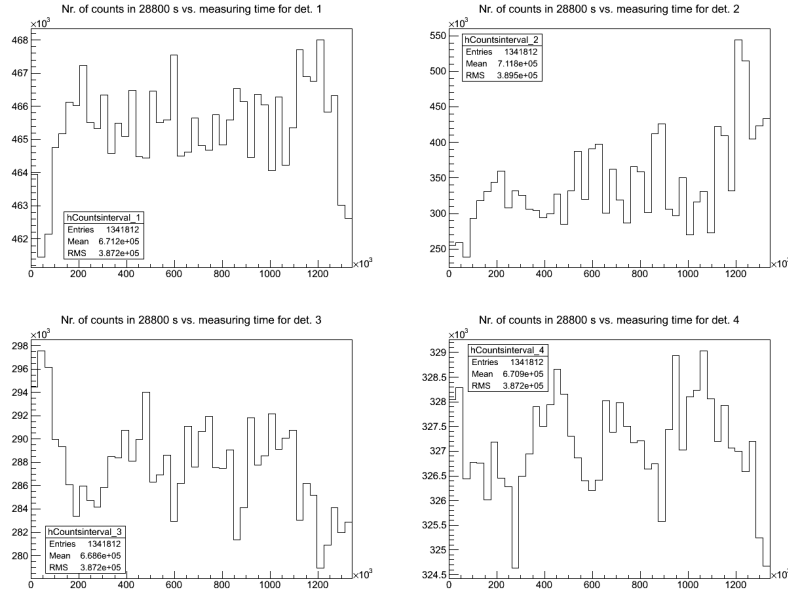 Nr. of counts in 28800 s vs. measuring time for det. 1
×10³
468
467
466
465
464
463
462
hCountsinterval_1
Entries 1341812
Mean 6.712e+05
RMS 3.872e+05
0 200 400 600 800 1000 1200
×10³
Nr. of counts in 28800 s vs. measuring time for det. 2
×10³
550
500
450
400
350
300
250
hCountsinterval_2
Entries 1341812
Mean 7.118e+05
RMS 3.895e+05
0 200 400 600 800 1000 1200
×10³
Nr. of counts in 28800 s vs. measuring time for det. 3
×10³
298
296
294
292
290
288
286
284
282
280
hCountsinterval_3
Entries 1341812
Mean 6.686e+05
RMS 3.872e+05
0 200 400 600 800 1000 1200
×10³
Nr. of counts in 28800 s vs. measuring time for det. 4
×10³
329
328.5
328
327.5
327
326.5
326
325.5
325
324.5
hCountsinterval_4
Entries 1341812
Mean 6.709e+05
RMS 3.872e+05
0 200 400 600 800 1000 1200
×10³